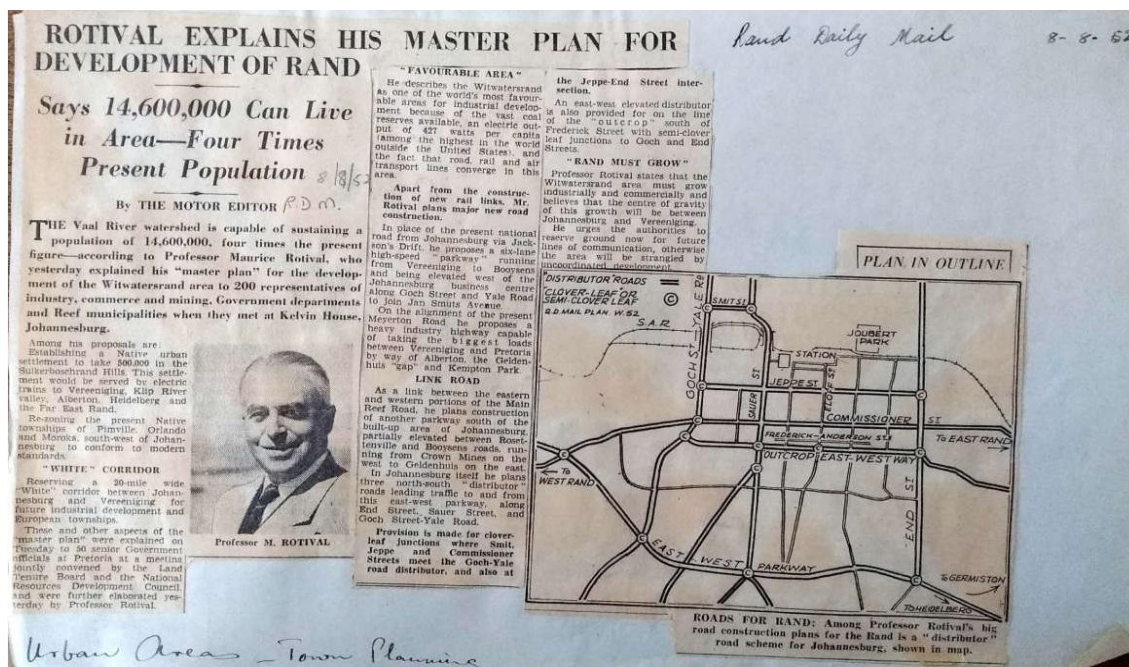 ROTIVAL EXPLAINS HIS MASTER PLAN FOR
DEVELOPMENT OF RAND
Says 14,600,000 Can Live
in Area—Four Times
Present Population
8/8/52
By THE MOTOR EDITOR
R.D.M.
THE Vaal River watershed is capable of sustaining a
population of 14,600,000, four times the present
figure—according to Professor Maurice Rotival, who
yesterday explained his "master plan" for the develop-
ment of the Witwatersrand area to 200 representatives of
industry, commerce and mining. Government departments
and Reef municipalities when they met at Kelvin House,
Johannesburg.
Among his proposals are:
Establishing a Native urban
settlement to take 500,000 in the
Suikerboschrand Hills. This settle-
ment would be served by electric
trains to Vereeniging, Klip River
valley, Alberton, Heidelberg and
the Far East Rand.
Re-zoning the present Native
townships of Pimville, Orlando
and Moroka, south-west of Johan-
nesburg to conform to modern
standards.
"WHITE" CORRIDOR
Reserving a 20-mile wide
"White" corridor between Johan-
nesburg and Vereeniging for
future industrial development and
European townships.
These and other aspects of the
"master plan" were explained on
Tuesday to 50 senior Government
officials at Pretoria at a meeting
jointly convened by the Land
Tenure Board and the National
Resources Development Council,
and were further elaborated yes-
terday by Professor Rotival.
Professor M. ROTIVAL
"FAVOURABLE AREA"
He describes the Witwatersrand
as one of the world's most favour-
able areas for industrial develop-
ment because of the vast coal
reserves available, an electric out-
put of 427 watts per capita
(among the highest in the world
outside the United States), and
the fact that road, rail and air
transport lines converge in this
area.
Apart from the construc-
tion of new rail links, Mr.
Rotival plans major new road
construction.
In place of the present national
road from Johannesburg via Jack-
son's Drift, he proposes a six-lane
high-speed "parkway" running
from Vereeniging to Booysens
and being elevated west of the
Johannesburg business centre
along Goch Street and Yale Road
to join Jan Smuts Avenue.
On the alignment of the present
Meyerton Road he proposes a
heavy industry highway capable
of taking the biggest loads
between Vereeniging and Pretoria
by way of Alberton, the Gelden-
huis "gap" and Kempton Park.
LINK ROAD
As a link between the eastern
and western portions of the Main
Reef Road, he plans construction
of another parkway south of the
built-up area of Johannesburg,
partially elevated between Roset-
tenville and Booysens roads, run-
ning from Crown Mines on the
west to Geldenhuis on the east.
In Johannesburg itself he plans
three north-south "distributor"
roads leading traffic to and from
this east-west parkway, along
End Street, Sauer Street, and
Goch Street-Yale Road.
Provision is made for clover-
leaf junctions where Smit,
Jeppe and Commissioner
Streets meet the Goch-Yale
road distributor, and also at
the Jeppe-End Street inter-
section.
An east-west elevated distributor
is also provided for on the line
of the "outcrop" south of
Frederick Street with semi-clover
leaf junctions to Goch and End
Streets.
"RAND MUST GROW"
Professor Rotival states that the
Witwatersrand area must grow
industrially and commercially and
believes that the centre of gravity
of this growth will be between
Johannesburg and Vereeniging.
He urges the authorities to
reserve ground now for future
lines of communication, otherwise
the area will be strangled by
uncoordinated development.
Rand Daily Mail 8-8-52
PLAN IN OUTLINE
DISTRIBUTOR ROADS
CLOVER-LEAF OR
SEMI-CLOVER LEAF
R.D. MAIL PLAN. W. 52
S.A.R.
GOCH ST-YALE RD
SMIT ST
JOUBERT
PARK
STATION
SAUER ST
JEPPE ST
ELOFF ST
COMMISSIONER ST
FREDERICK-ANDERSON STS
OUTCROP EAST-WEST WAY
TO EAST RAND
TO
WEST RAND
END ST
EAST WEST PARKWAY
TO GERMISTON
TO HEIDELBERG
ROADS FOR RAND: Among Professor Rotival's big
road construction plans for the Rand is a "distributor"
road scheme for Johannesburg, shown in map.
Urban Areas - Town Planning